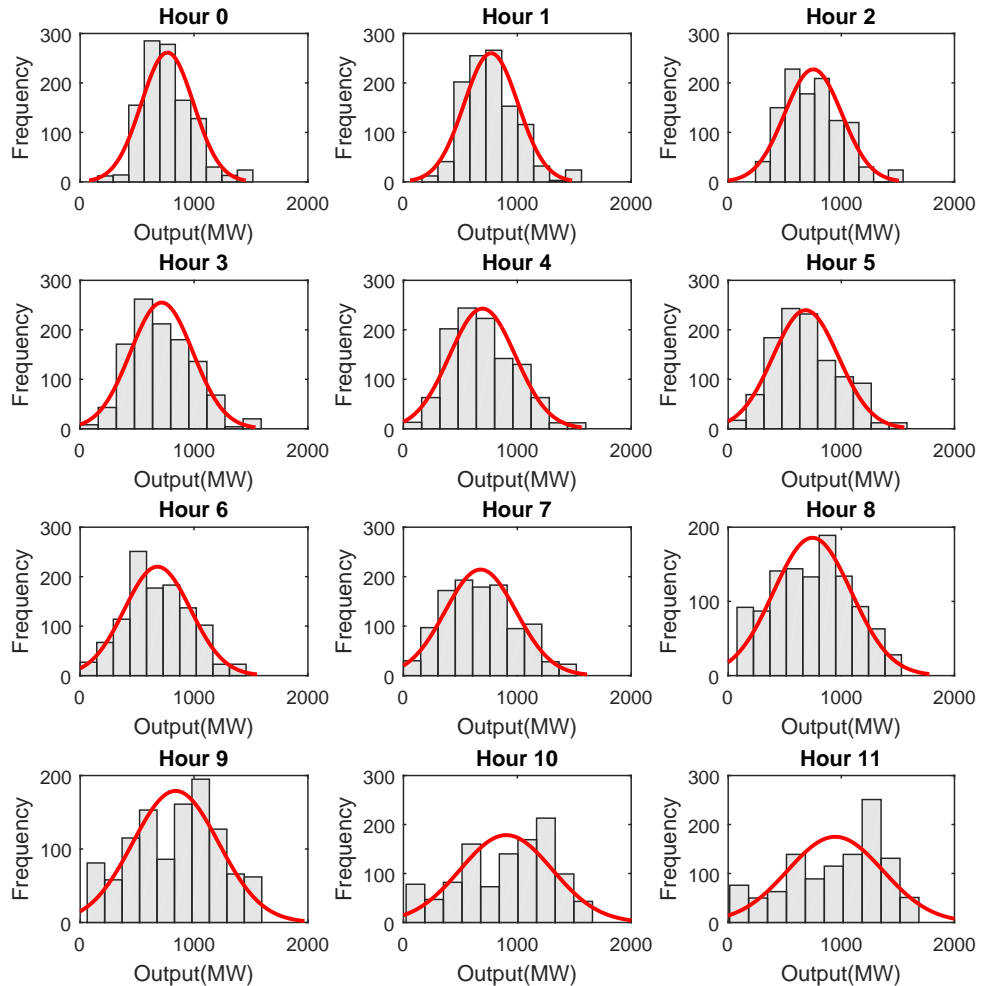 Hour 0
Hour 1
Hour 2
300
200
100
0
Frequency
0
1000
2000
Output(MW)
300
200
100
0
Frequency
0
1000
2000
Output(MW)
300
200
100
0
Frequency
0
1000
2000
Output(MW)
Hour 3
Hour 4
Hour 5
300
200
100
0
Frequency
0
1000
2000
Output(MW)
300
200
100
0
Frequency
0
1000
2000
Output(MW)
300
200
100
0
Frequency
0
1000
2000
Output(MW)
Hour 6
Hour 7
Hour 8
300
200
100
0
Frequency
0
1000
2000
Output(MW)
300
200
100
0
Frequency
0
1000
2000
Output(MW)
200
100
0
Frequency
0
1000
2000
Output(MW)
Hour 9
Hour 10
Hour 11
200
100
0
Frequency
0
1000
2000
Output(MW)
300
200
100
0
Frequency
0
1000
2000
Output(MW)
300
200
100
0
Frequency
0
1000
2000
Output(MW)